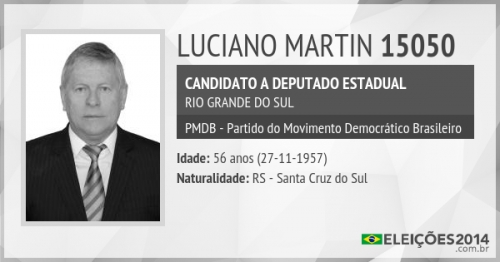 LUCIANO MARTIN 15050
CANDIDATO A DEPUTADO ESTADUAL
RIO GRANDE DO SUL
PMDB - Partido do Movimento Democrático Brasileiro
Idade: 56 anos (27-11-1957)
Naturalidade: RS - Santa Cruz do Sul
ELEIÇÕES2014
.com.br